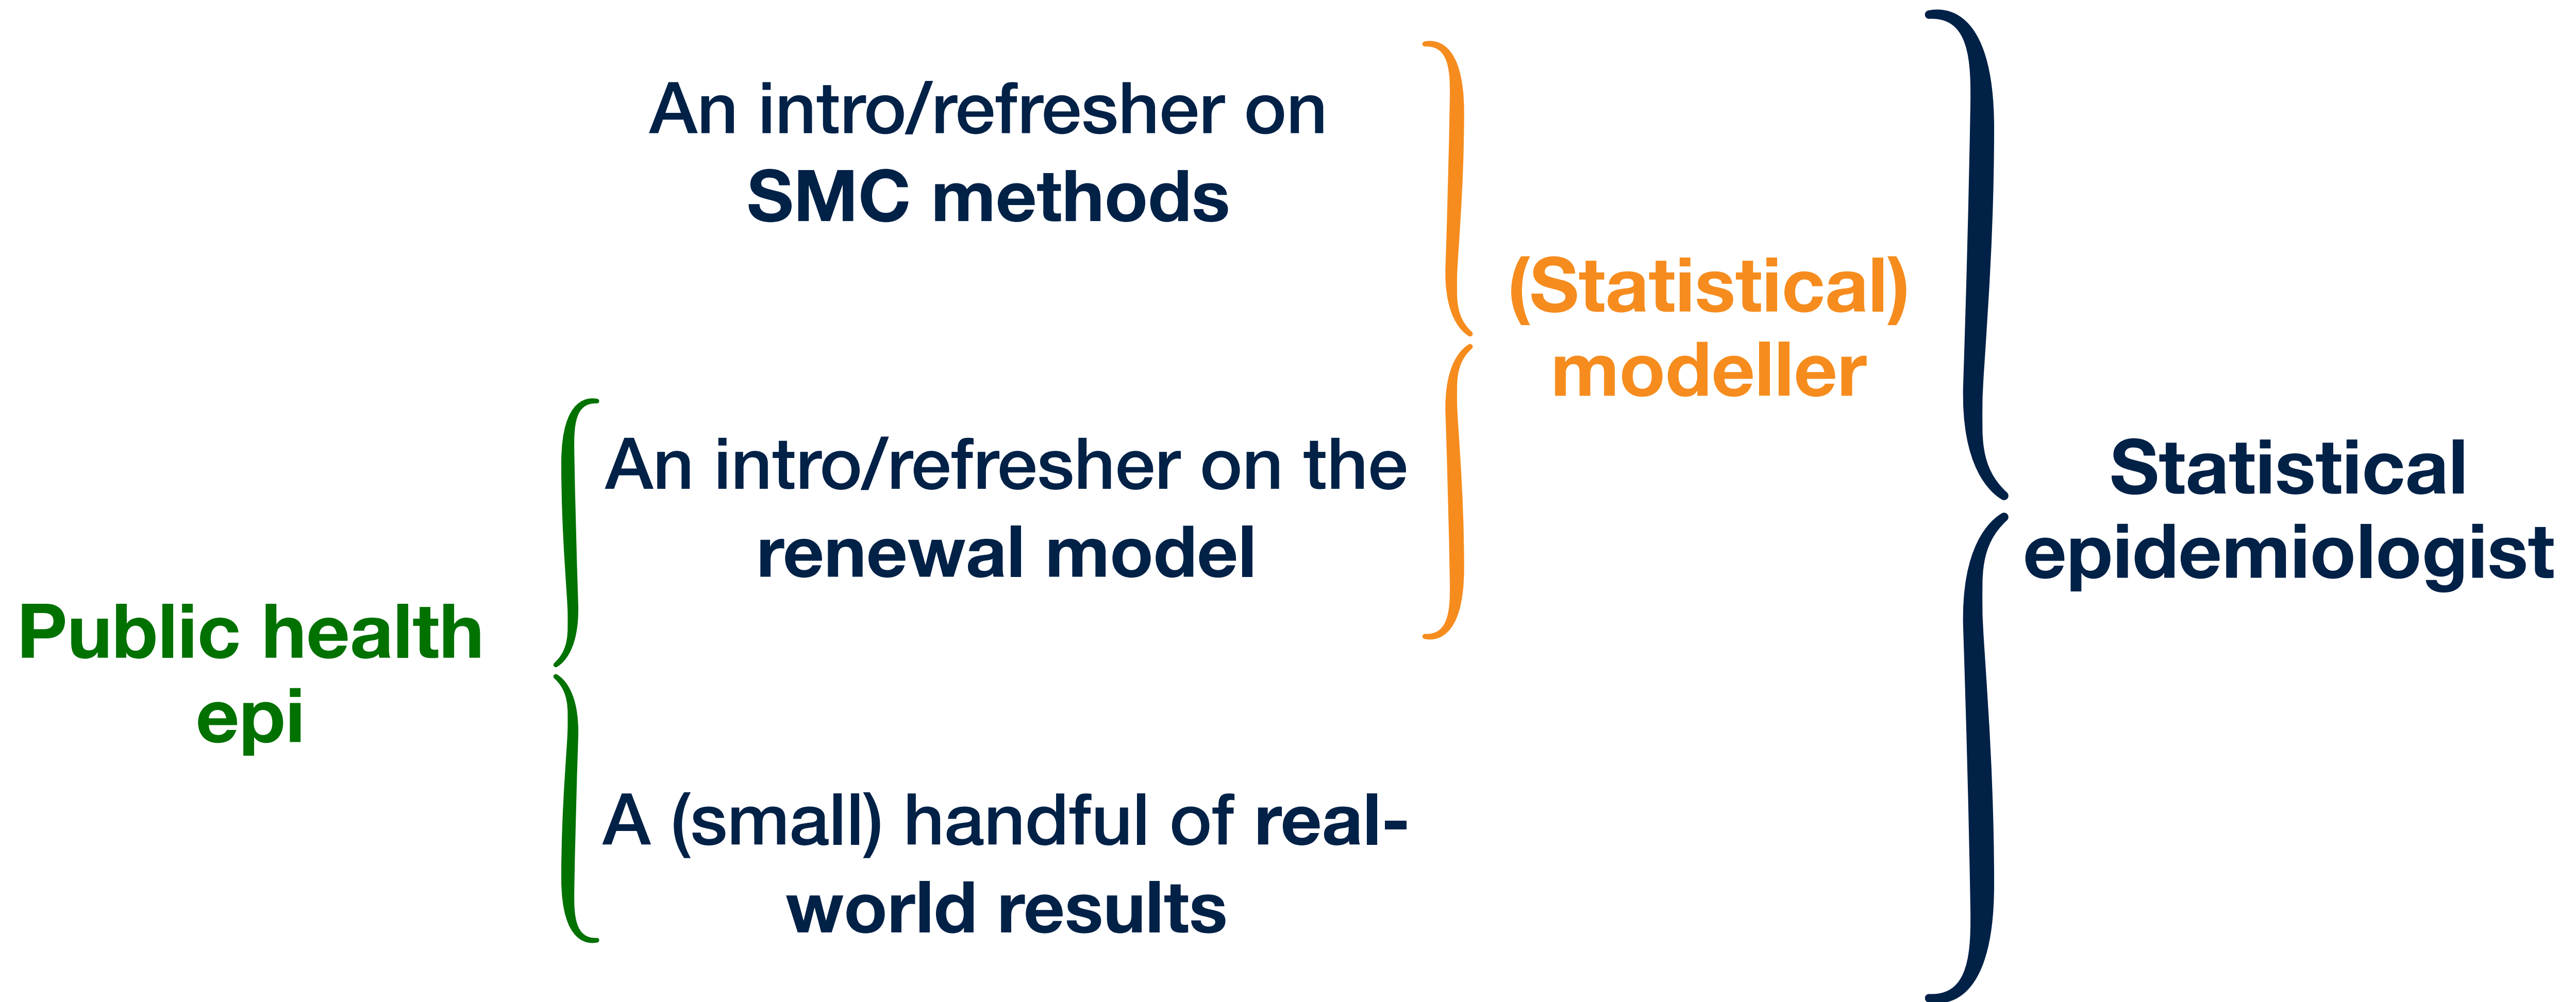 An intro/refresher on
SMC methods
(Statistical)
modeller
An intro/refresher on the
renewal model
Statistical
epidemiologist
Public health
epi
A (small) handful of real-
world results